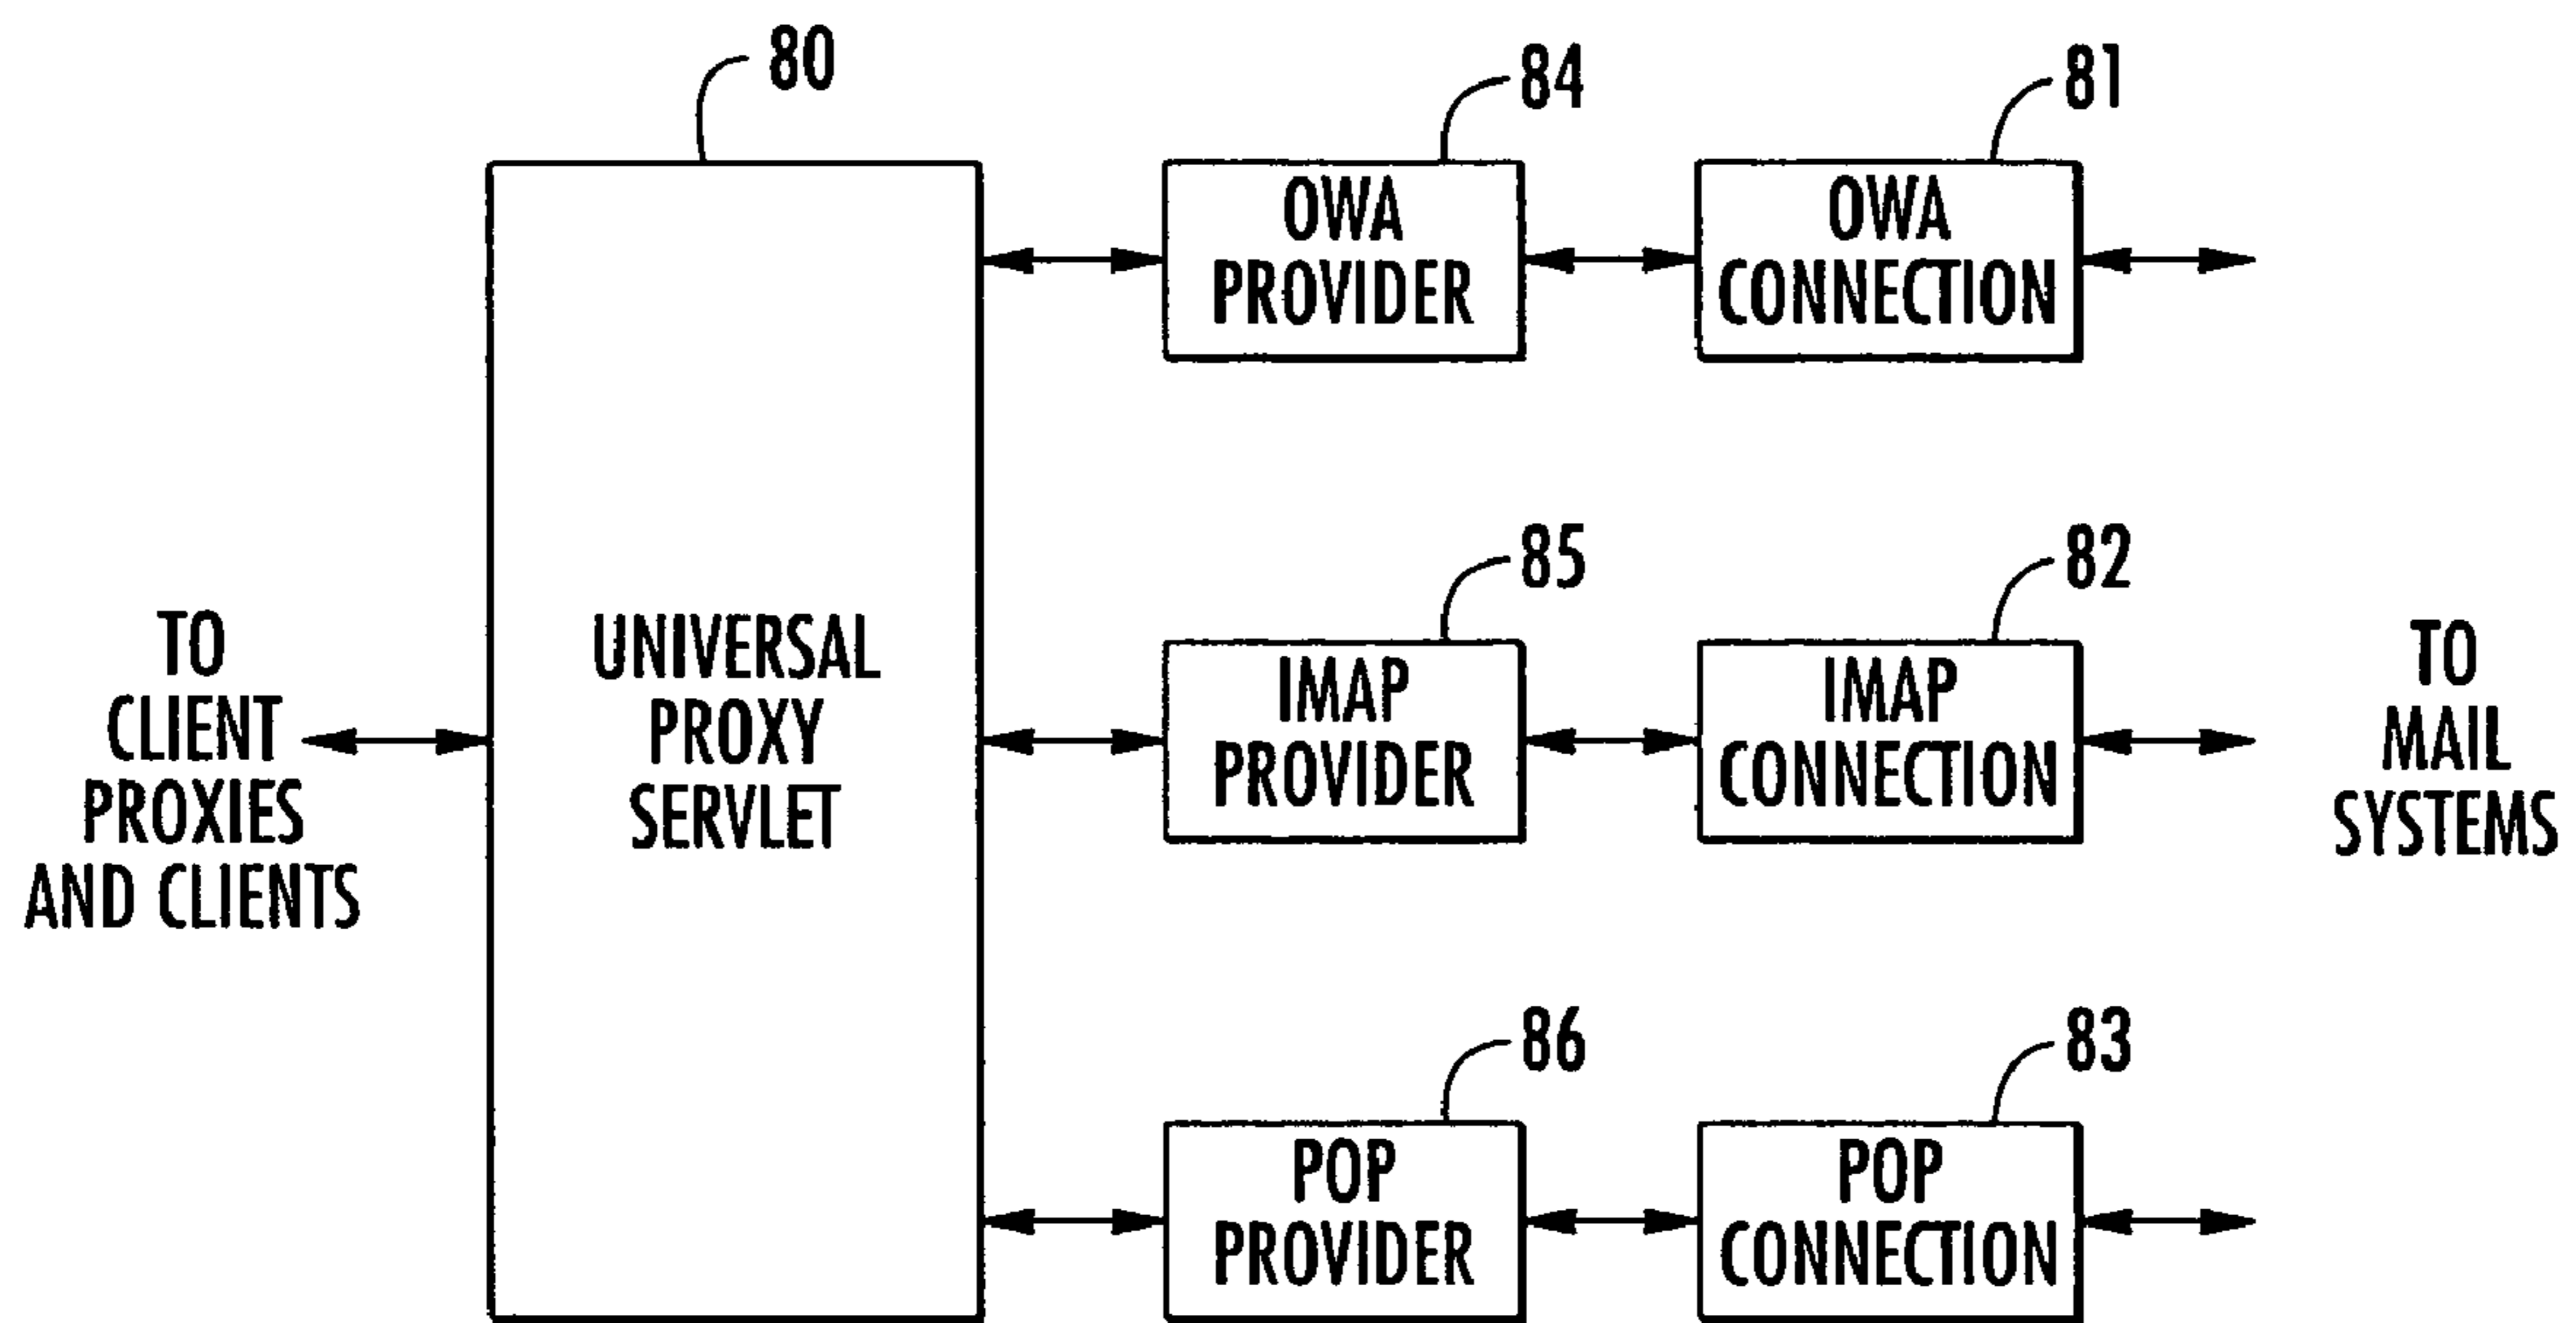 80
84
81
OWA
PROVIDER
OWA
CONNECTION
85
82
TO
CLIENT
PROXIES
AND CLIENTS
UNIVERSAL
PROXY
SERVLET
IMAP
PROVIDER
IMAP
CONNECTION
TO
MAIL
SYSTEMS
86
83
POP
PROVIDER
POP
CONNECTION